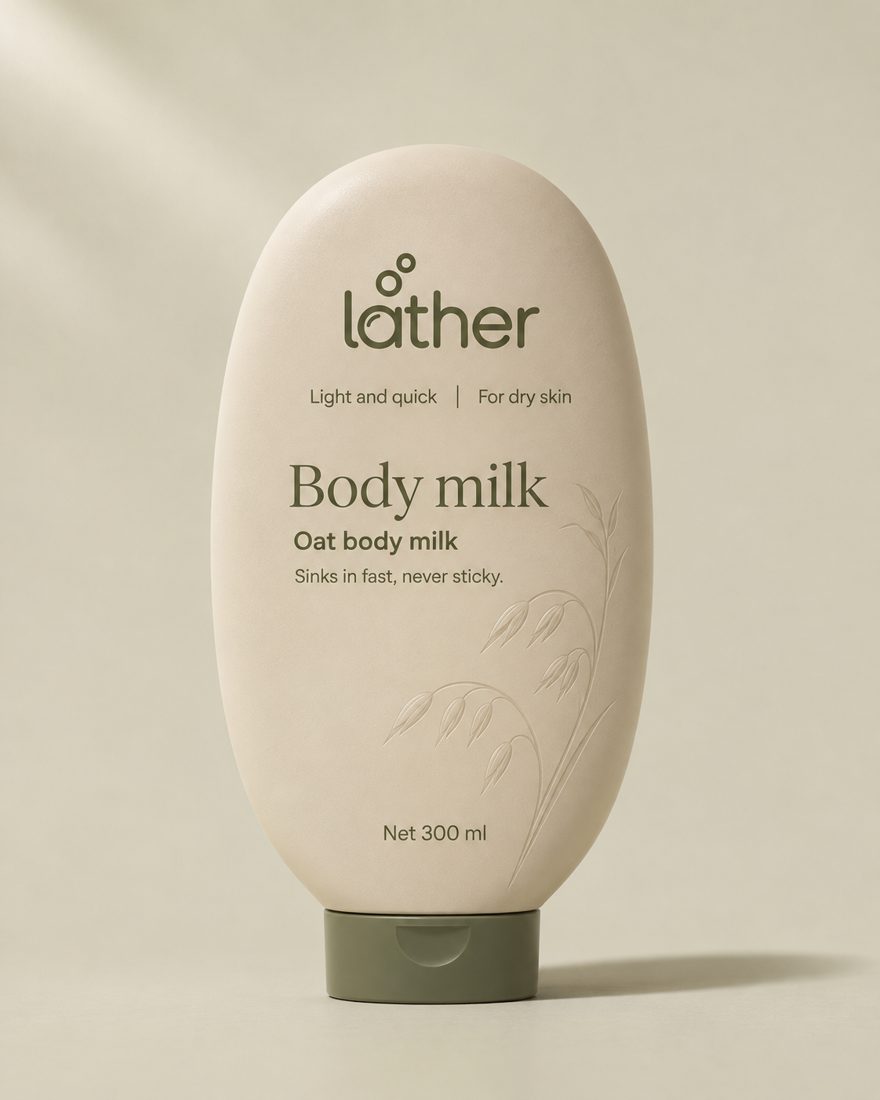 lather
Light and quick | For dry skin
Body milk
Oat body milk
Sinks in fast, never sticky.
Net 300 ml